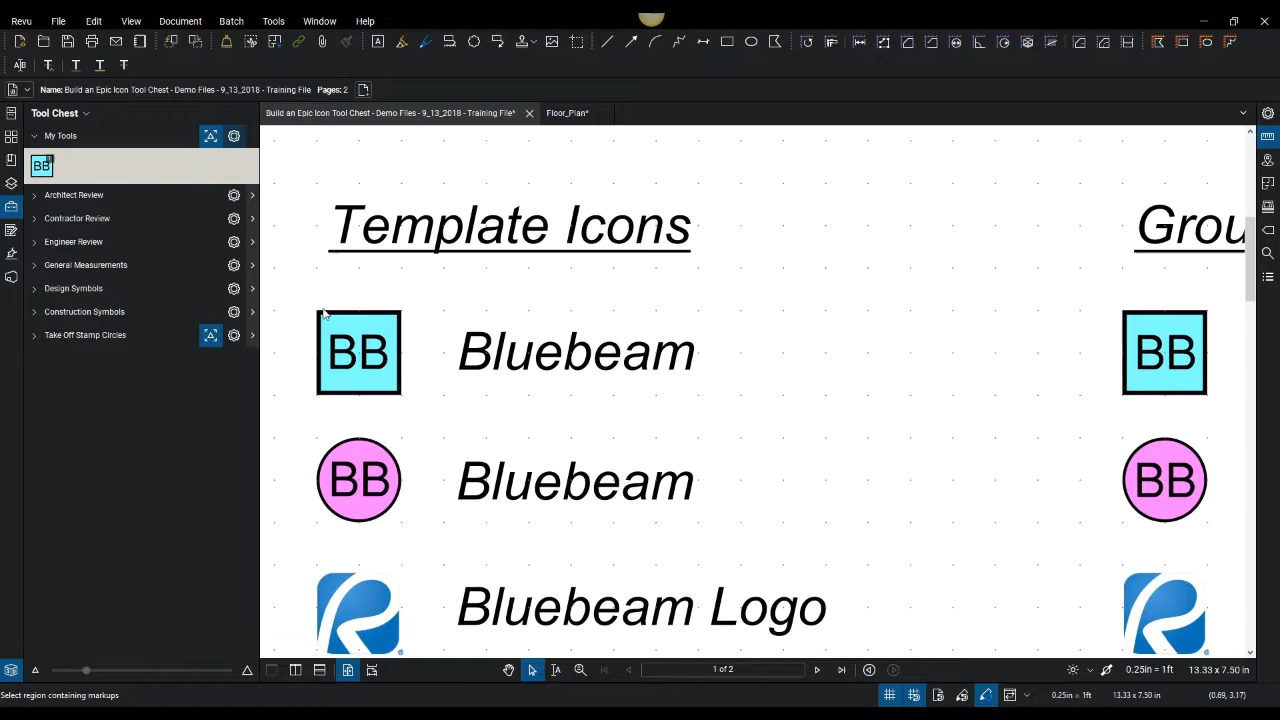 Revu File Edit View Document Batch Tools Window Help
Name: Build an Epic Icon Tool Chest - Demo Files - 9_13_2018 - Training File Pages: 2
Tool Chest
Build an Epic Icon Tool Chest - Demo Files - 9_13_2018 - Training File*
Floor_Plan*
My Tools
BB
Architect Review
Contractor Review
Engineer Review
General Measurements
Design Symbols
Construction Symbols
Take Off Stamp Circles
Template Icons
Grou
BB Bluebeam
BB
BB Bluebeam
BB
Bluebeam Logo
1 of 2
0.25in = 1ft
13.33 x 7.50 in
Select region containing markups
0.25in = 1ft
13.33 x 7.50 in
(0.69, 3.17)